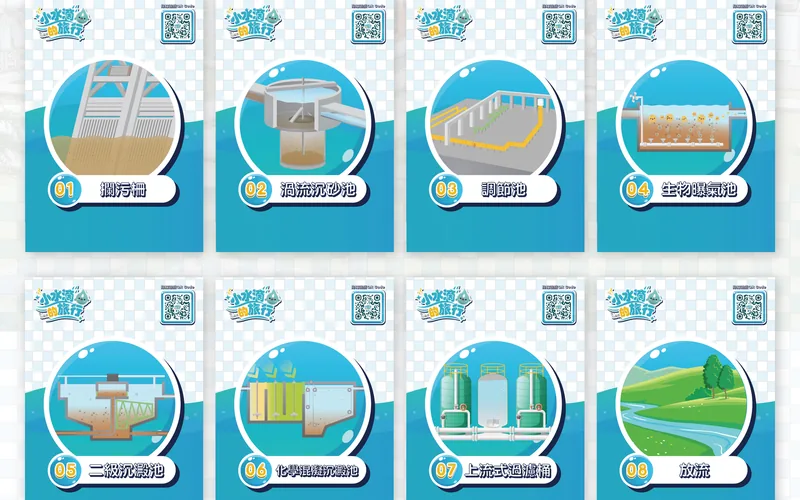 小水滴
的旅行
01 攔污柵
小水滴
的旅行
02 渦流沉砂池
小水滴
的旅行
03 調節池
小水滴
的旅行
04 生物曝氣池
小水滴
的旅行
05 二級沉澱池
小水滴
的旅行
06 化學混凝沉澱池
小水滴
的旅行
07 上流式過濾桶
小水滴
的旅行
08 放流